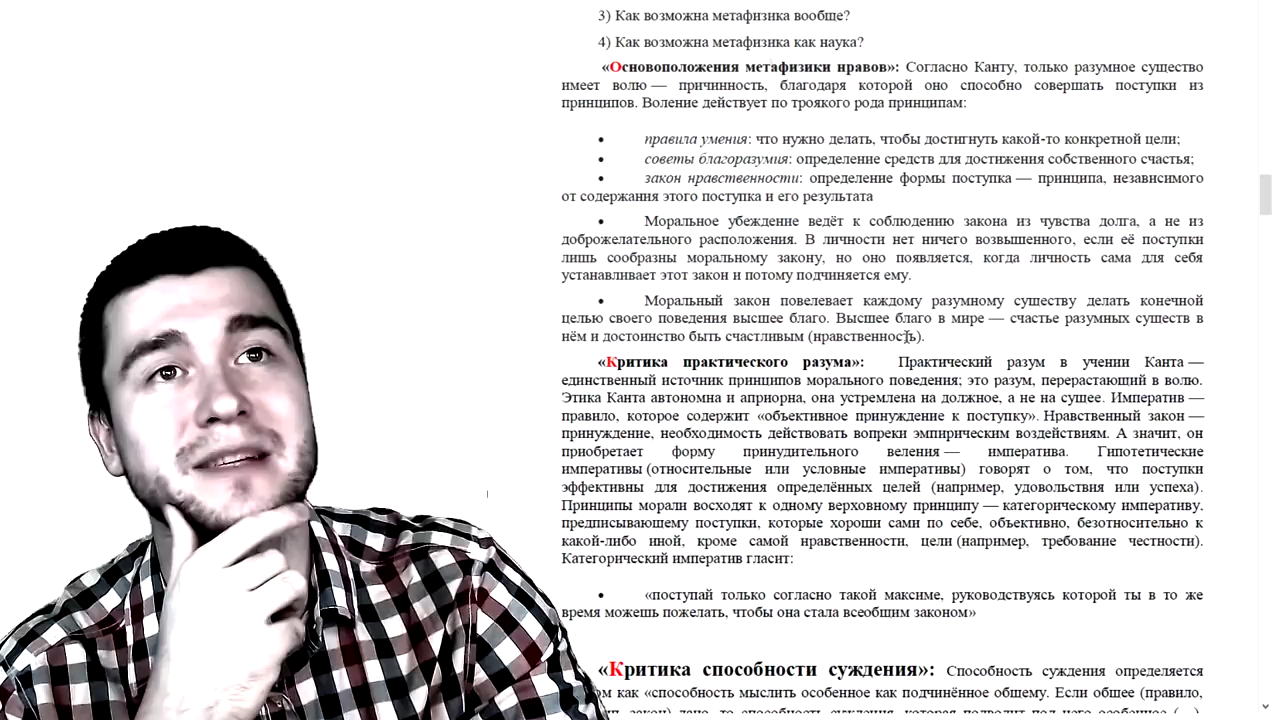 3) Как возможна метафизика вообще?
4) Как возможна метафизика как наука?
«Основоположения метафизики нравов»: Согласно Канту, только разумное существо
имеет волю — причинность, благодаря которой оно способно совершать поступки из
принципов. Воление действует по троякого рода принципам:
• правила умения: что нужно делать, чтобы достигнуть какой-то конкретной цели;
• советы благоразумия: определение средств для достижения собственного счастья;
• закон нравственности: определение формы поступка — принципа, независимого
от содержания этого поступка и его результата
• Моральное убеждение ведёт к соблюдению закона из чувства долга, а не из
доброжелательного расположения. В личности нет ничего возвышенного, если её поступки
лишь сообразны моральному закону, но оно появляется, когда личность сама для себя
устанавливает этот закон и потому подчиняется ему.
• Моральный закон повелевает каждому разумному существу делать конечной
целью своего поведения высшее благо. Высшее благо в мире — счастье разумных существ в
нём и достоинство быть счастливым (нравственность).
«Критика практического разума»: Практический разум в учении Канта —
единственный источник принципов морального поведения; это разум, перерастающий в волю.
Этика Канта автономна и априорна, она устремлена на должное, а не на сущее. Императив —
правило, которое содержит «объективное принуждение к поступку». Нравственный закон —
принуждение, необходимость действовать вопреки эмпирическим воздействиям. А значит, он
приобретает форму принудительного веления — императива. Гипотетические
императивы (относительные или условные императивы) говорят о том, что поступки
эффективны для достижения определённых целей (например, удовольствия или успеха).
Принципы морали восходят к одному верховному принципу — категорическому императиву,
предписывающему поступки, которые хороши сами по себе, объективно, безотносительно к
какой-либо иной, кроме самой нравственности, цели (например, требование честности).
Категорический императив гласит:
• «поступай только согласно такой максиме, руководствуясь которой ты в то же
время можешь пожелать, чтобы она стала всеобщим законом»
«Критика способности суждения»: Способность суждения определяется
как «способность мыслить особенное как подчинённое общему. Если общее (правило,
закон) дано, то способность суждения, которая подводит под него особенное (...)